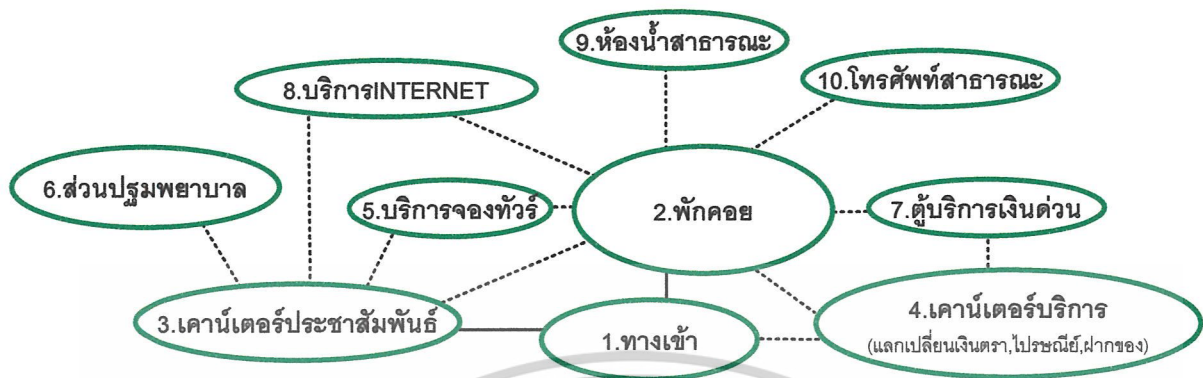 9.ห้องน้ำสาธารณะ
8.บริการINTERNET
10.โทรศัพท์สาธารณะ
6.ส่วนปฐมพยาบาล
5.บริการจองทัวร์
2.พักคอย
7.ตู้บริการเงินด่วน
3.เคาน์เตอร์ประชาสัมพันธ์
1.ทางเข้า
4.เคาน์เตอร์บริการ
(แลกเปลี่ยนเงินตรา,ไปรษณีย์,ฝากของ)